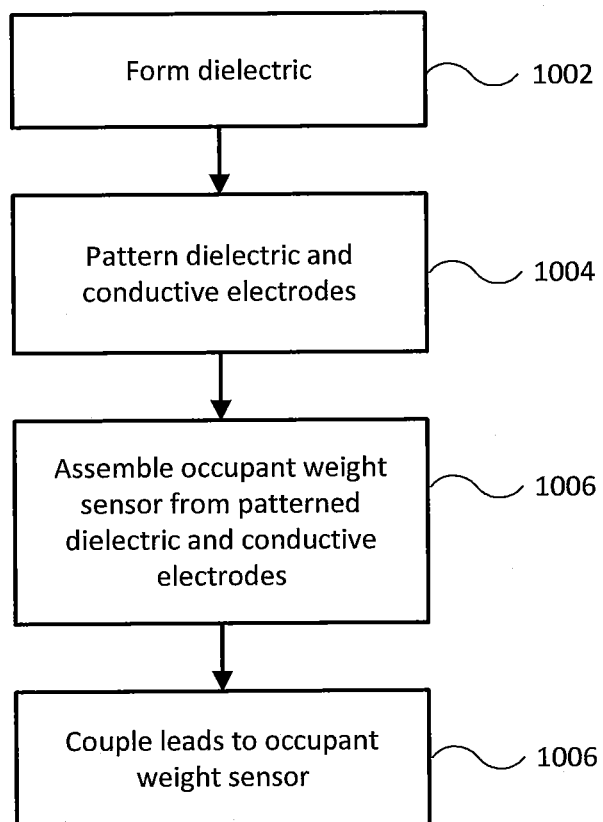 Form dielectric
1002
Pattern dielectric and
conductive electrodes
1004
Assemble occupant weight
sensor from patterned
dielectric and conductive
electrodes
1006
Couple leads to occupant
weight sensor
1006